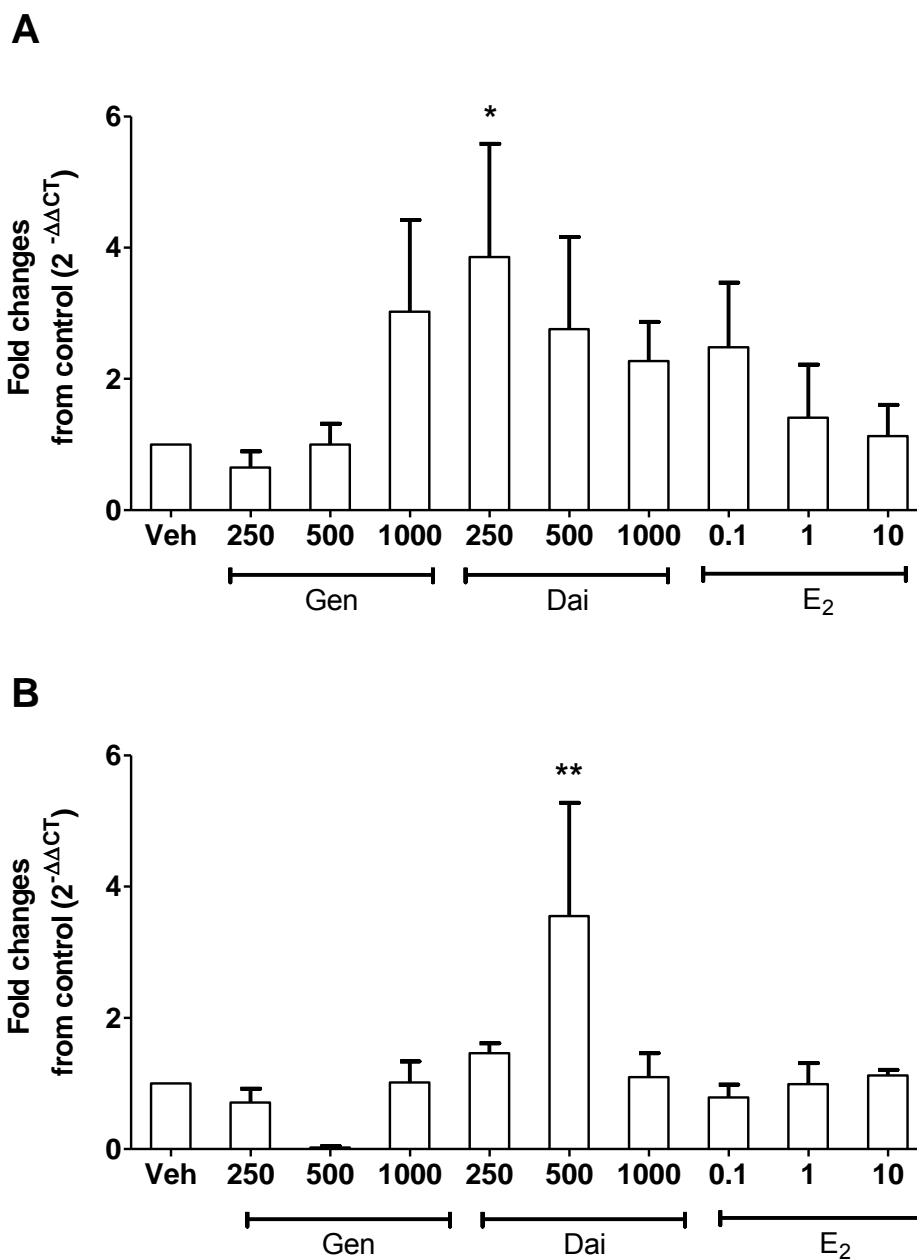 A
Fold changes
from control (2 -ΔΔCT)
6
4
2
0
*
Veh 250 500 1000 250 500 1000 0.1 1 10
Gen Dai E2
B
Fold changes
from control (2-ΔΔCT)
6
4
2
0
**
Veh 250 500 1000 250 500 1000 0.1 1 10
Gen Dai E2